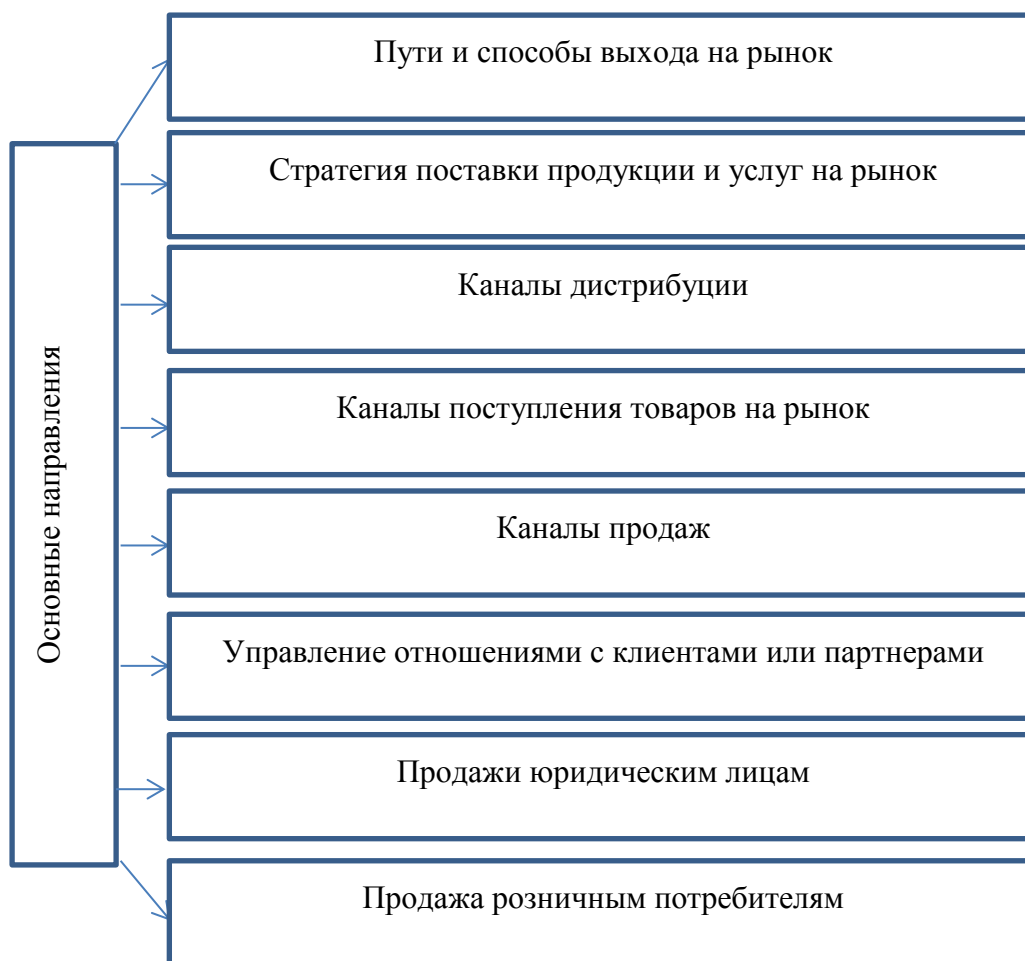 Основные направления
Пути и способы выхода на рынок
Стратегия поставки продукции и услуг на рынок
Каналы дистрибуции
Каналы поступления товаров на рынок
Каналы продаж
Управление отношениями с клиентами или партнерами
Продажи юридическим лицам
Продажа розничным потребителям